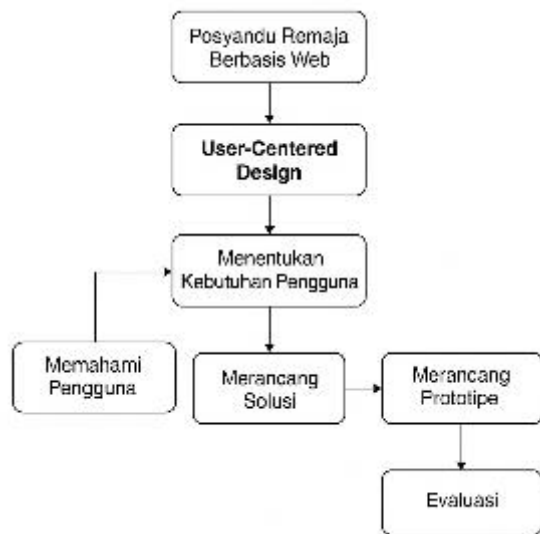 Posyandu Remaja
Berbasis Web
User-Centered
Design
Menentukan
Kebutuhan Pengguna
Memahami
Pengguna
Merancang
Solusi
Merancang
Prototipe
Evaluasi